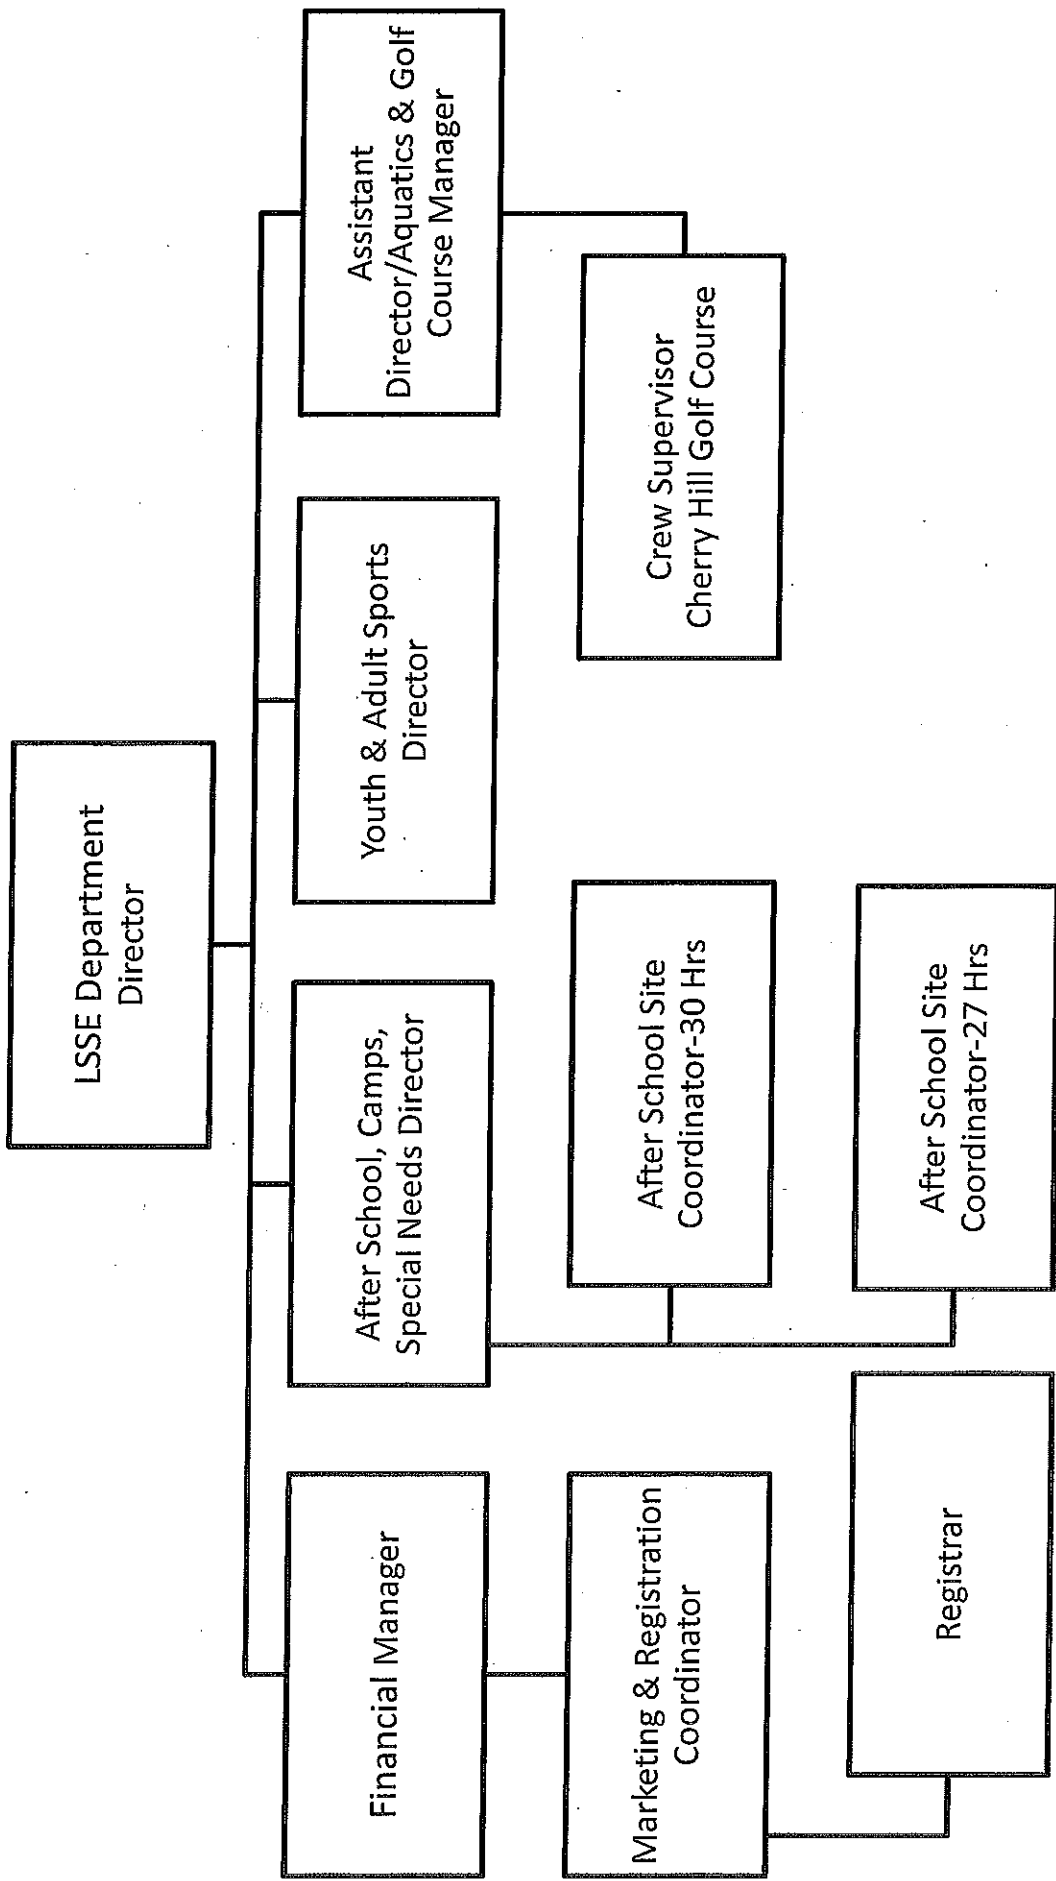 LSSE Department
Director
Financial Manager
After School, Camps,
Special Needs Director
Youth & Adult Sports
Director
Assistant
Director/Aquatics & Golf
Course Manager
Marketing & Registration
Coordinator
After School Site
Coordinator-30 Hrs
Crew Supervisor
Cherry Hill Golf Course
Registrar
After School Site
Coordinator-27 Hrs